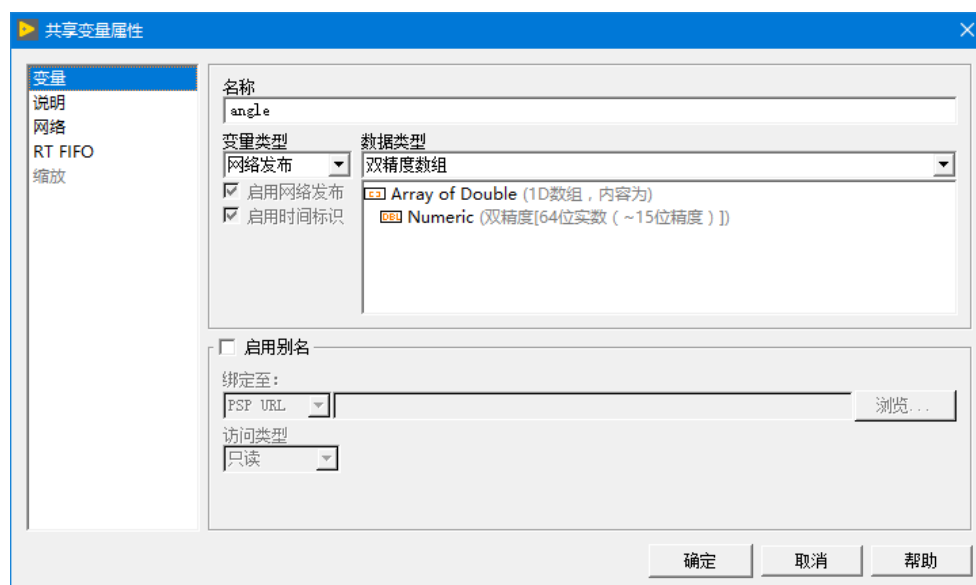 共享变量属性
变量
说明
网络
RT FIFO
缩放
名称
angle
变量类型
数据类型
网络发布
双精度数组
启用网络发布
启用时间标识
Array of Double (1D数组，内容为)
DBL Numeric (双精度[64位实数（~15位精度）])
启用别名
绑定至:
PSP URL
浏览...
访问类型
只读
确定
取消
帮助